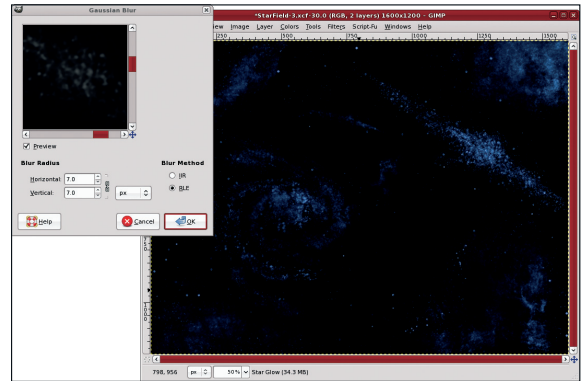 Gaussian Blur
*StarField-3.xcf-30.0 (RGB, 2 layers) 1600x1200 – GIMP
ew Image Layer Colors Tools Filters Script-Fu Windows Help
250 500 750 1000 1250 1500
Preview
Blur Radius
Blur Method
Horizontal: 7.0
IIR
Vertical: 7.0
px
RLE
Help
Cancel
OK
798, 956 px 50% Star Glow (34.3 MB)